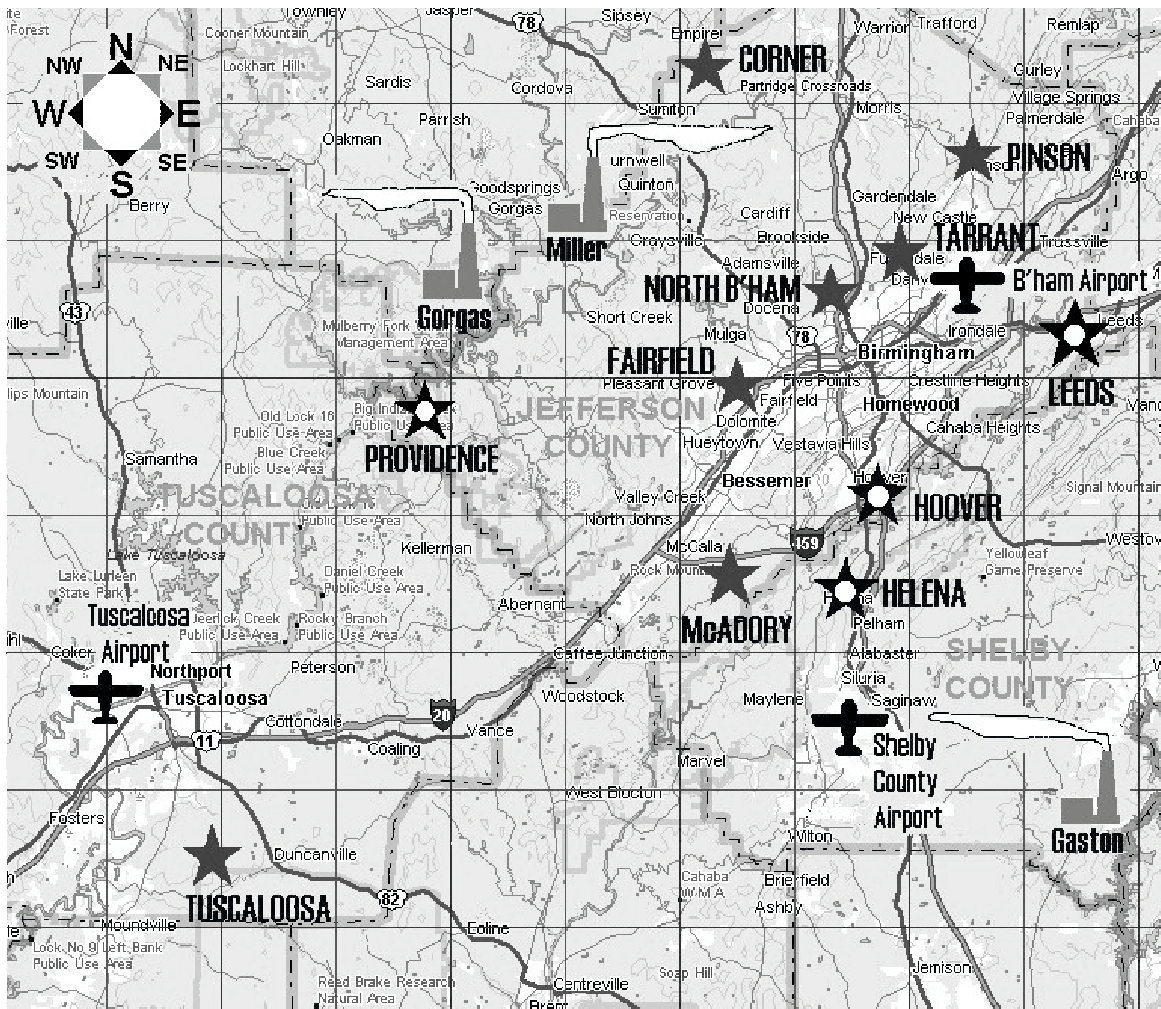 Townley
Jasper
78
Sipsey
Warrior
Trafford
Remlap
Forest
Empire
N
Cooner Mountain
NW
NE
Lockhart Hill
CORNER
Gurley
Sardis
Cordova
Partridge Crossroads
Village Springs
W
E
Sumiton
Morris
Palmerdale
Parrish
Oakman
SW
SE
PINSON
urnwell
S
Goodsprings
Quinton
Argo
Berry
Gorgas
Reservation
Gardendale
Cardiff
New Castle
Miller
Graysville
Brookside
TARRANT
Trussville
Adamsville
B'ham Airport
NORTH B'HAM
Docena
43
Gorgas
Short Creek
Leeds
Mulberry Fork
Management Area
Mulga
78
Irondale
Birmingham
FAIRFIELD
Pleasant Grove
Five Points
Crestline Heights
LEEDS
lips Mountain
Fairfield
Homewood
Old Lock 16
Public Use Area
JEFFERSON
COUNTY
Dolomite
Cahaba Heights
Blue Creek
Public Use Area
Hueytown
Vestavia Hills
PROVIDENCE
Samantha
Bessemer
Signal Mountain
TUSCALOOSA
COUNTY
Valley Creek
HOOVER
Public Use Area
North Johns
Lake Tuscaloosa
Kellerman
McCalla
159
Yellowleaf
Game Preserve
Lake Lurleen
State Park
Daniel Creek
Public Use Area
Rock Mount
HELENA
Tuscaloosa
Airport
Abernant
Public Use Area
Rocky Branch
Public Use Area
McADORY
Pelham
Coker
Northport
Peterson
Caffee Junction
Alabaster
SHELBY
COUNTY
Tuscaloosa
Woodstock
Siluria
Maylene
Saginaw
20
Cottondale
11
Coaling
Vance
Shelby
County
Airport
Marvel
West Blocton
Fosters
Wilton
Gaston
Duncanville
Cahaba
W.M.A.
Brierfield
82
TUSCALOOSA
Ashby
Moundville
Eoline
Lock No 9 Left Bank
Public Use Area
Jemison
Soap Hill
Reed Brake Research
Natural Area
Centreville
Brent